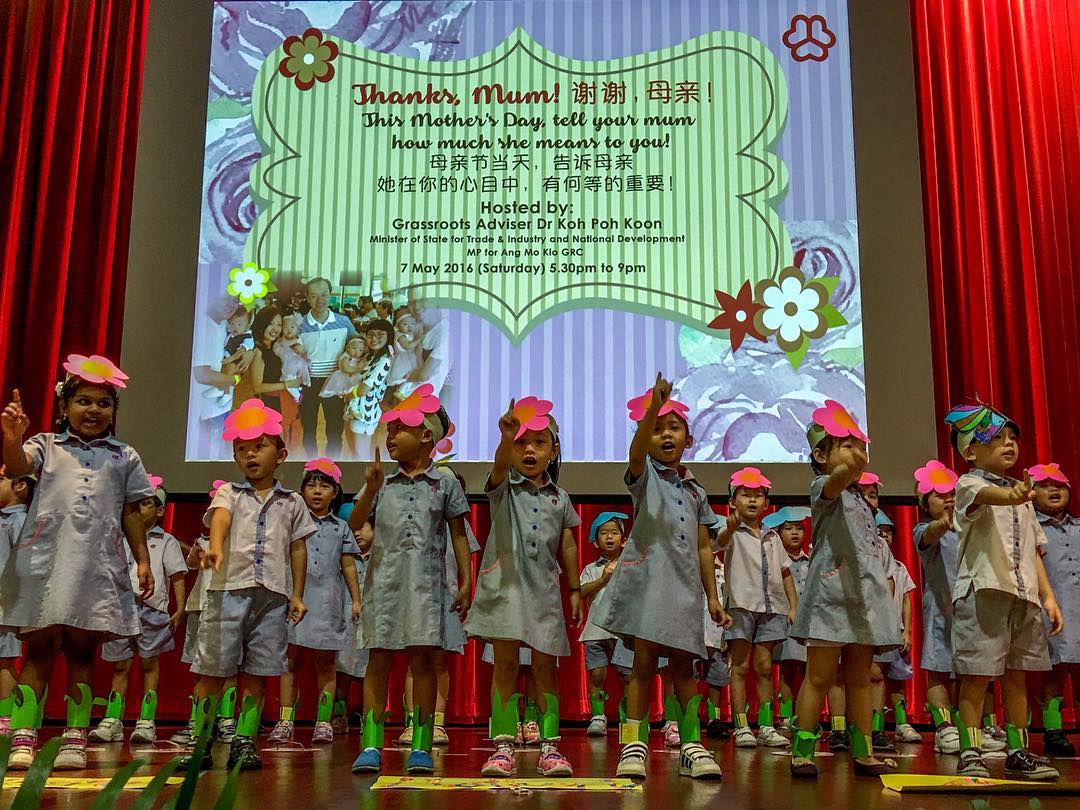 Thanks, Mum! 谢谢,母亲!
This Mother's Day, tell your mum
how much she means to you!
母亲节当天，告诉母亲
她在你的心目中，有何等的重要!
Hosted by:
Grassroots Adviser Dr Koh Poh Koon
Minister of State for Trade & Industry and National Development
MP for Ang Mo Kio GRC
7 May 2016 (Saturday) 5.30pm to 9pm